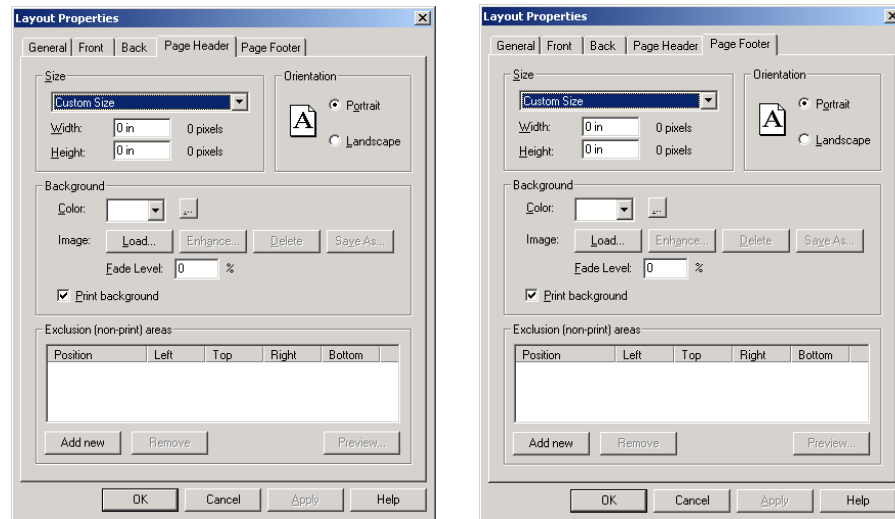 Layout Properties
General Front Back Page Header Page Footer
Size
Custom Size
Width: 0 in 0 pixels
Height: 0 in 0 pixels
Orientation
A
Portrait
Landscape
Background
Color: ...
Image: Load... Enhance... Delete Save As...
Fade Level: 0 %
Print background
Exclusion (non-print) areas
Position Left Top Right Bottom
Add new Remove Preview...
OK Cancel Apply Help
Layout Properties
General Front Back Page Header Page Footer
Size
Custom Size
Width: 0 in 0 pixels
Height: 0 in 0 pixels
Orientation
A
Portrait
Landscape
Background
Color: ...
Image: Load... Enhance... Delete Save As...
Fade Level: 0 %
Print background
Exclusion (non-print) areas
Position Left Top Right Bottom
Add new Remove Preview...
OK Cancel Apply Help